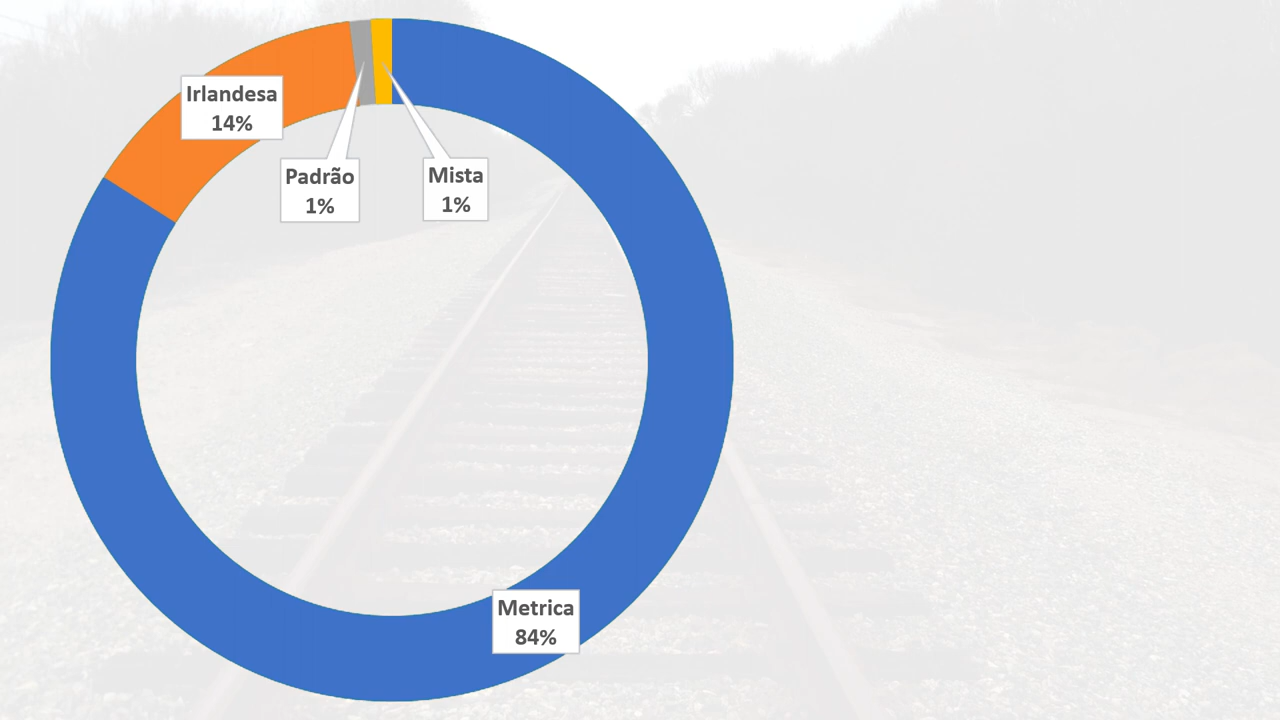 Irlandesa
14%
Padrão
1%
Mista
1%
Metrica
84%